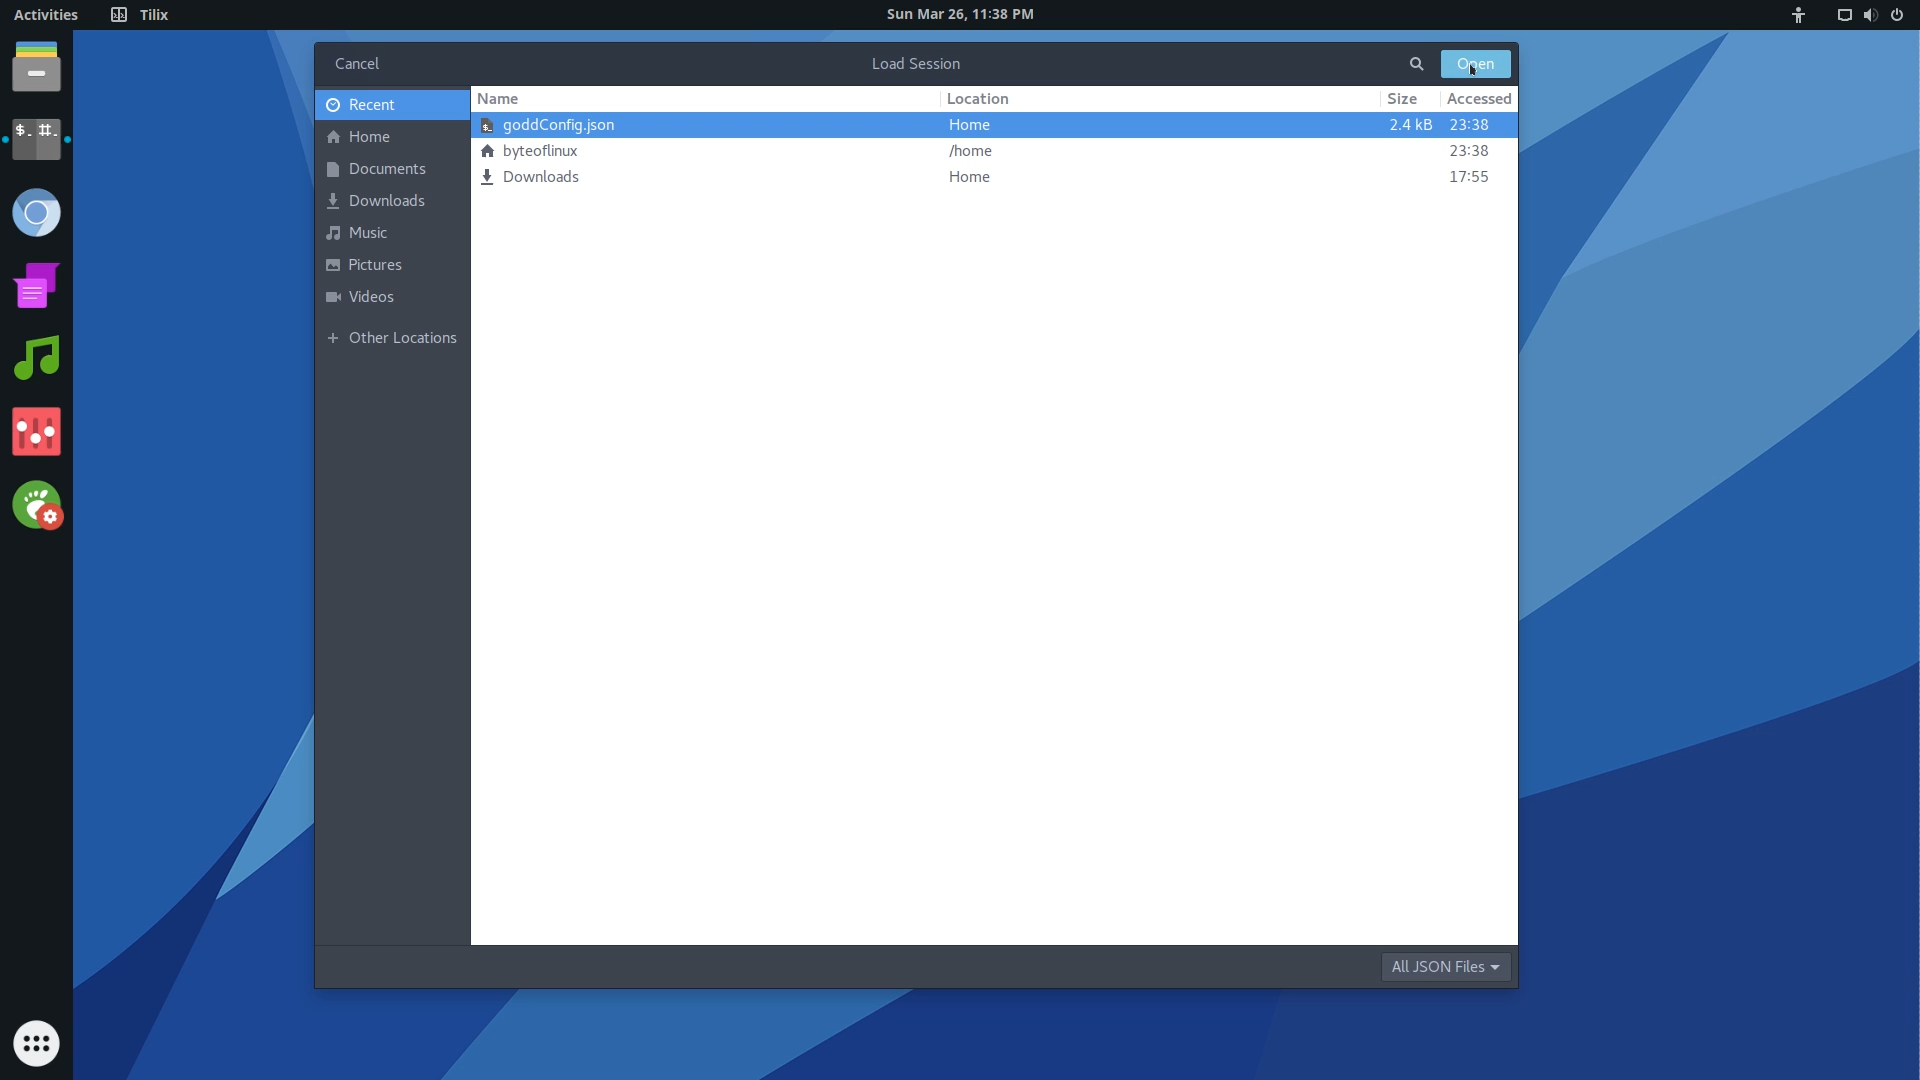 Activities Tilix Sun Mar 26, 11:38 PM
Cancel Load Session Open
Recent
Home
Documents
Downloads
Music
Pictures
Videos
Other Locations
Name Location Size Accessed
goddConfig.json Home 2.4 kB 23:38
byteoflinux /home 23:38
Downloads Home 17:55
All JSON Files
$_ #_